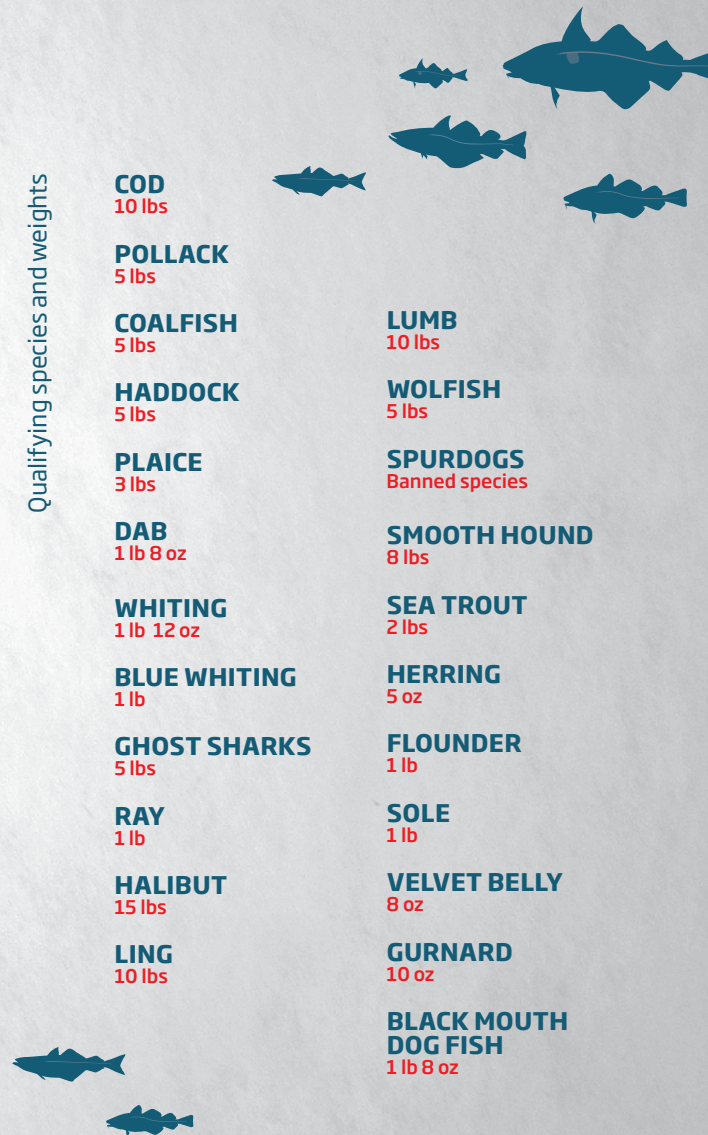 Qualifying species and weights
COD
10 lbs
POLLACK
5 lbs
COALFISH
5 lbs
HADDOCK
5 lbs
PLAICE
3 lbs
DAB
1 lb 8 oz
WHITING
1 lb 12 oz
BLUE WHITING
1 lb
GHOST SHARKS
5 lbs
RAY
1 lb
HALIBUT
15 lbs
LING
10 lbs
LUMB
10 lbs
WOLFISH
5 lbs
SPURDOGS
Banned species
SMOOTH HOUND
8 lbs
SEA TROUT
2 lbs
HERRING
5 oz
FLOUNDER
1 lb
SOLE
1 lb
VELVET BELLY
8 oz
GURNARD
10 oz
BLACK MOUTH
DOG FISH
1 lb 8 oz